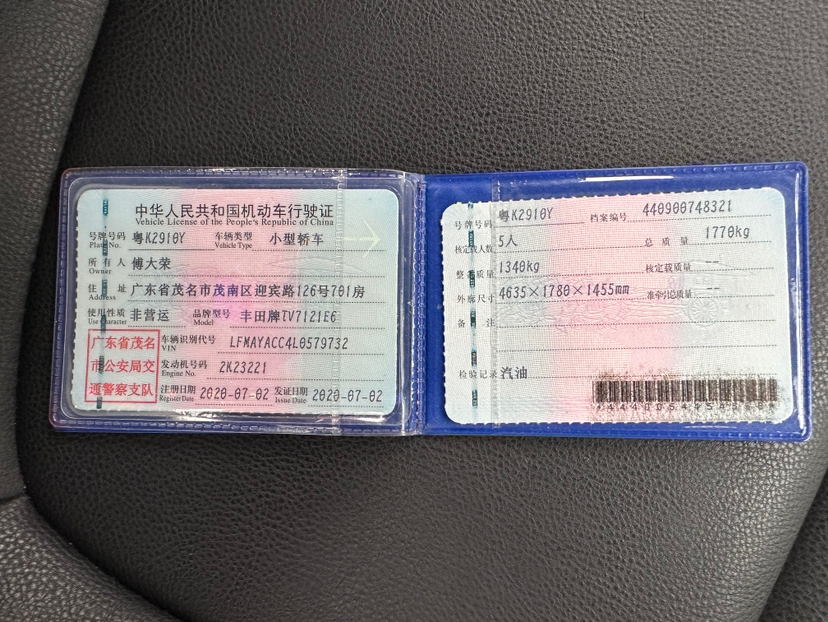 中华人民共和国机动车行驶证
Vehicle License of the People's Republic of China
号牌号码 粤K2910Y 车辆类型 小型轿车
Plate No. Vehicle Type
所有人 傅大荣
Owner
住址 广东省茂名市茂南区迎宾路126号701房
Address
使用性质 非营运 品牌型号 丰田牌TV7121E6
Use Character Model
广东省茂名
市公安局交
通警察支队
车辆识别代号 LFMAYACC4L0579732
VIN
发动机号码 2K23221
Engine No.
注册日期 2020-07-02 发证日期 2020-07-02
Register Date Issue Date
号牌号码 粤K2910Y 档案编号 440900748321
核定载人数 5人 总质量 1770kg
整备质量 1340kg 核定载质量 --
外廓尺寸 4635×1780×1455mm 准牵引总质量 --
备注
检验记录 汽油